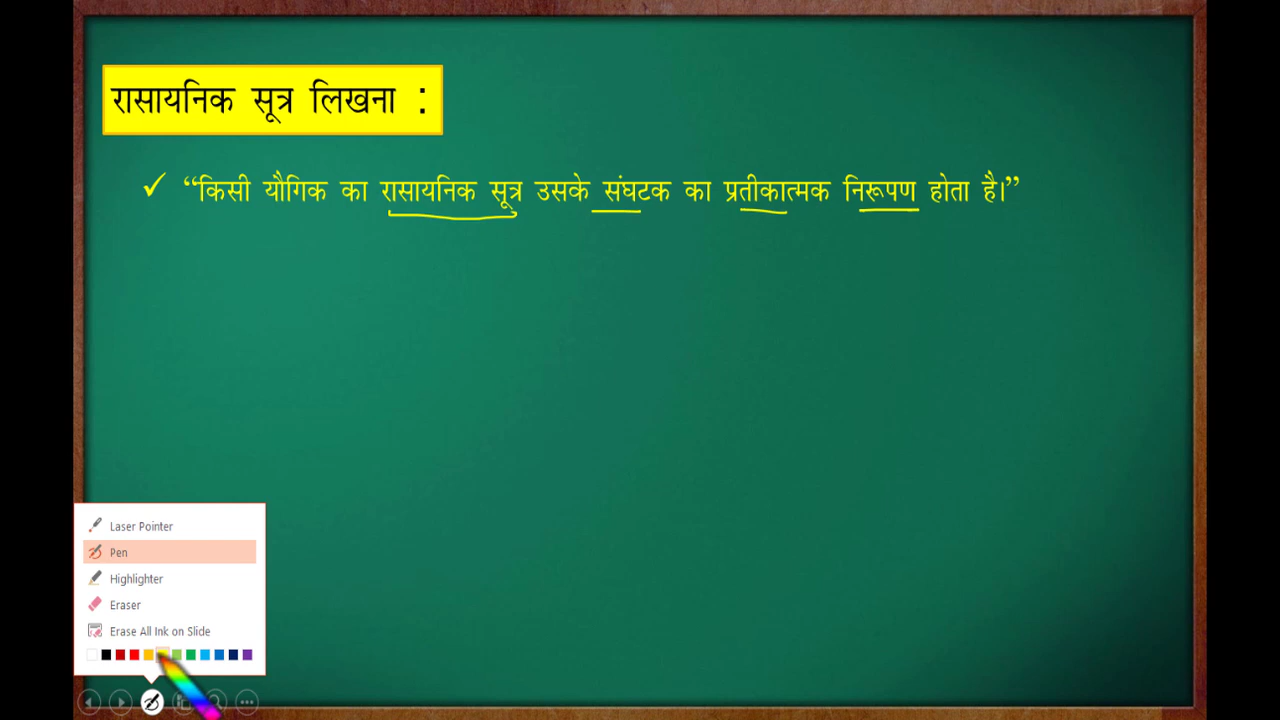 रासायनिक सूत्र लिखना :
✓ “किसी यौगिक का रासायनिक सूत्र उसके संघटक का प्रतीकात्मक निरूपण होता है।”
Laser Pointer
Pen
Highlighter
Eraser
Erase All Ink on Slide